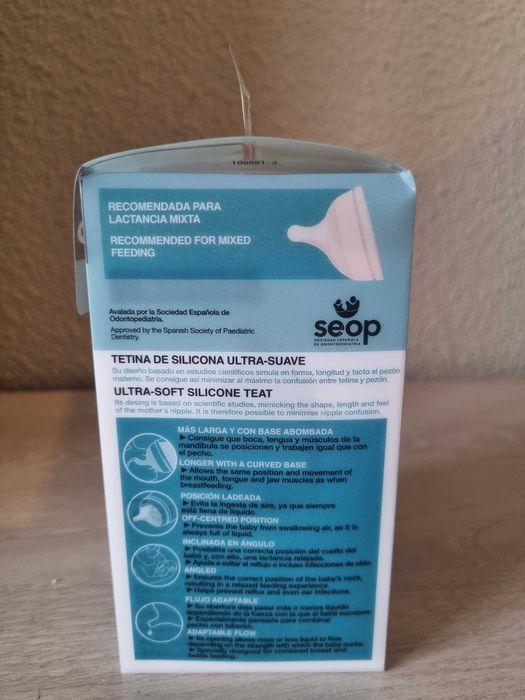 109861-3
RECOMENDADA PARA
LACTANCIA MIXTA
RECOMMENDED FOR MIXED
FEEDING
Avalada por la Sociedad Española de
Odontopediatría.
Approved by the Spanish Society of Paediatric
Dentistry.
seop
SOCIEDAD ESPAÑOLA
DE ODONTOPEDIATRÍA
TETINA DE SILICONA ULTRA-SUAVE
Su diseño basado en estudios científicos simula en forma, longitud y tacto el pezón
materno. Se consigue así minimizar al máximo la confusión entre tetina y pezón.
ULTRA-SOFT SILICONE TEAT
Its desing is based on scientific studies, mimicking the shape, length and feel
of the mother's nipple. It is therefore possible to minimise nipple confusion.
MÁS LARGA Y CON BASE ABOMBADA
► Consigue que boca, lengua y músculos de la
mandíbula se posicionen y trabajen igual que con
el pecho.
LONGER WITH A CURVED BASE
► Allows the same position and movement of
the mouth, tongue and jaw muscles as when
breastfeeding.
POSICIÓN LADEADA
► Evita la ingesta de aire, ya que siempre
está llena de líquido.
OFF-CENTRED POSITION
► Prevents the baby from swallowing air, as it is
always full of liquid.
INCLINADA EN ÁNGULO
► Posibilita una correcta posición del cuello del
bebé y, con ello, una lactancia relajada.
► Ayuda a evitar el reflujo o incluso infecciones de oído.
ANGLED
► Ensures the correct position of the baby's neck,
resulting in a relaxed feeding experience.
► Helps prevent reflux and even ear infections.
FLUJO ADAPTABLE
► Su abertura deja pasar más o menos líquido
dependiendo de la fuerza con la que el bebé succione.
► Especialmente pensada para combinar
pecho con biberón.
ADAPTABLE FLOW
► Its opening allows more or less liquid to flow
depending on the strength with which the baby sucks.
► Specially designed for combined breast and
bottle feeding.